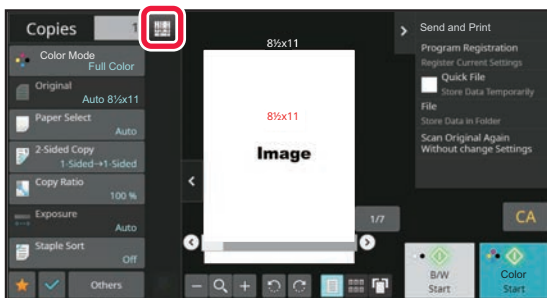 Copies 1
Color Mode
Full Color
Original
Auto 8½x11
Paper Select
Auto
2-Sided Copy
1-Sided→1-Sided
Copy Ratio
100 %
Exposure
Auto
Staple Sort
Off
Others
8½x11
8½x11
Image
1/7
Send and Print
Program Registration
Register Current Settings
Quick File
Store Data Temporarily
File
Store Data in Folder
Scan Original Again
Without change Settings
CA
B/W
Start
Color
Start